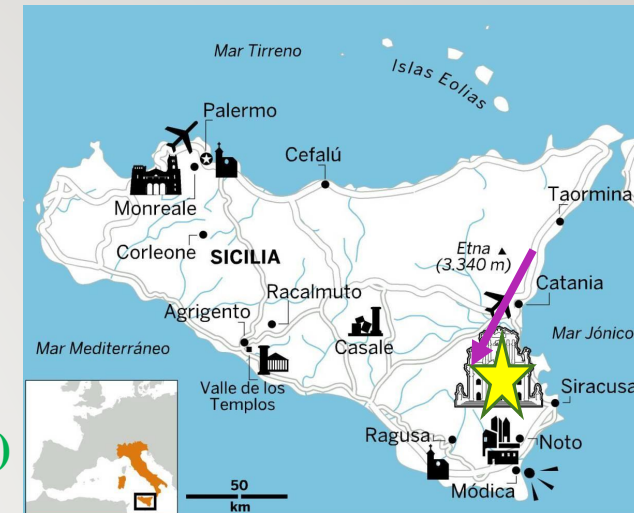 Mar Tirreno
Islas Eolias
Palermo
Cefalú
Monreale
Taormina
Corleone
SICILIA
Etna
(3.340 m)
Catania
Racalmuto
Agrigento
Mar Jónico
Mar Mediterráneo
Casale
Valle de los
Templos
Siracusa
)
Ragusa
Noto
50
km
Módica